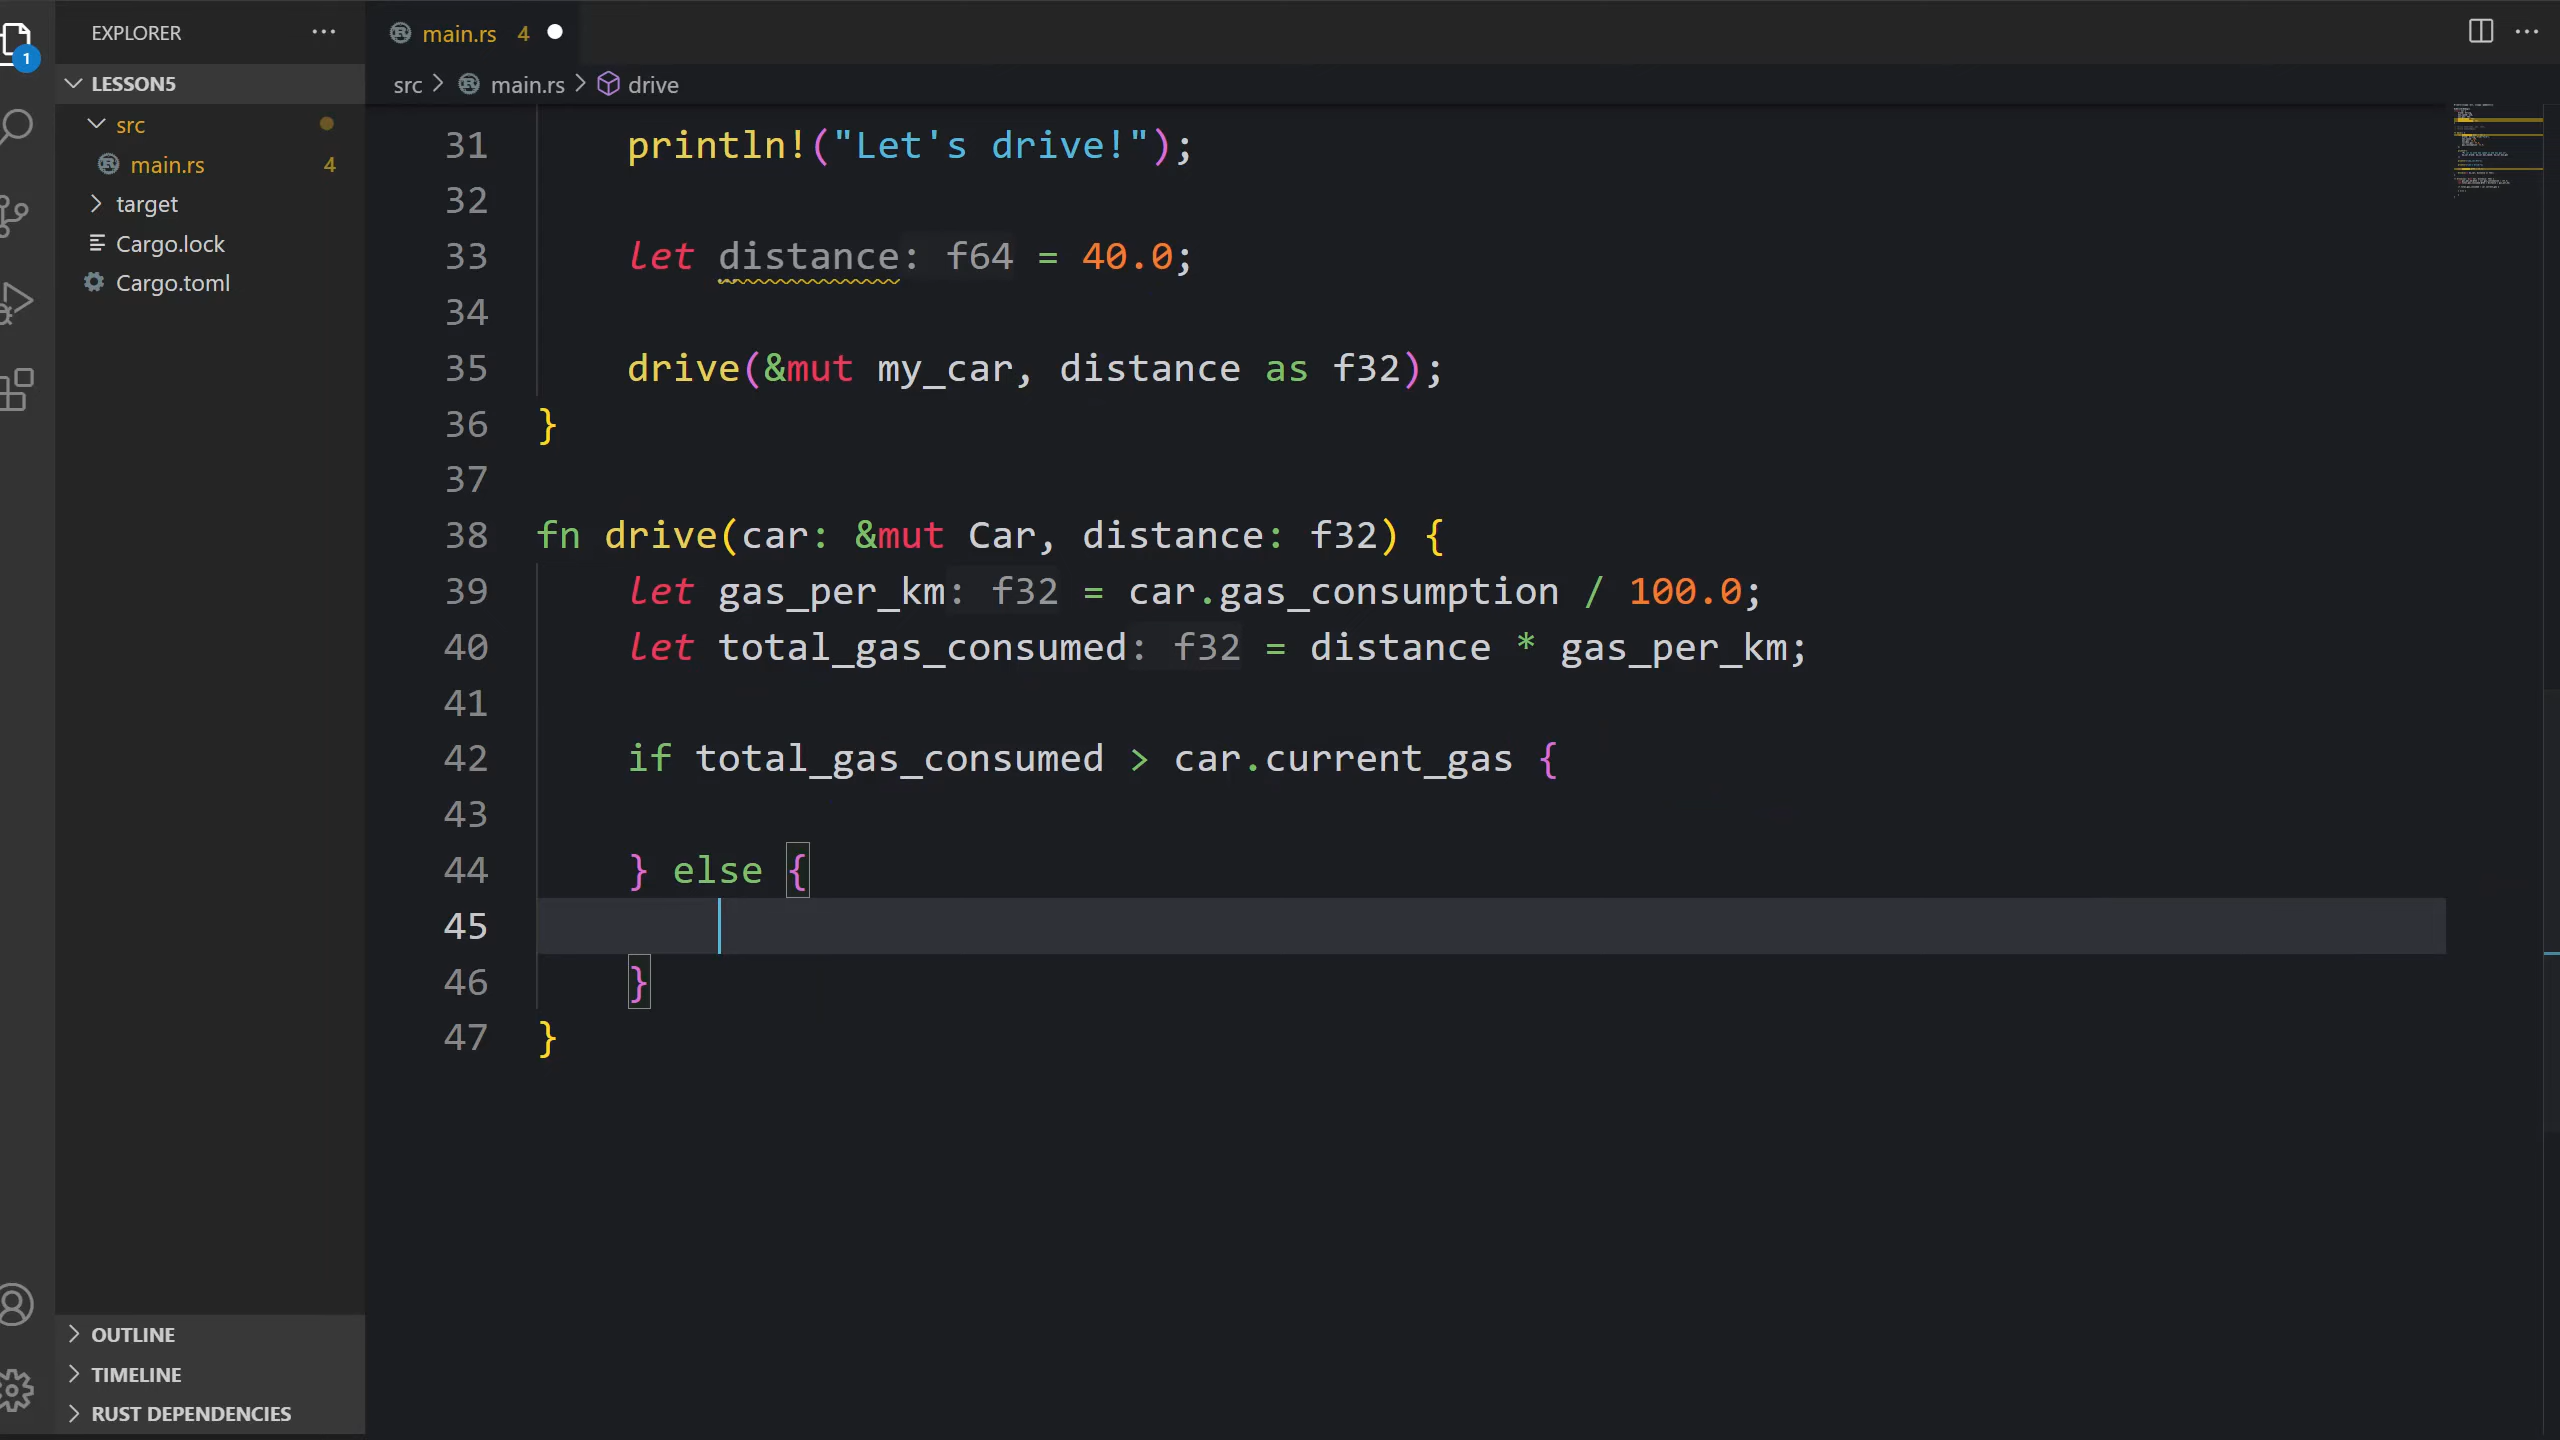 EXPLORER
1
LESSON5
src
main.rs 4
target
Cargo.lock
Cargo.toml
OUTLINE
TIMELINE
RUST DEPENDENCIES
main.rs 4
src > main.rs > drive
31 println!("Let's drive!");
32
33 let distance: f64 = 40.0;
34
35 drive(&mut my_car, distance as f32);
36 }
37
38 fn drive(car: &mut Car, distance: f32) {
39 let gas_per_km: f32 = car.gas_consumption / 100.0;
40 let total_gas_consumed: f32 = distance * gas_per_km;
41
42 if total_gas_consumed > car.current_gas {
43
44 } else {
45
46 }
47 }